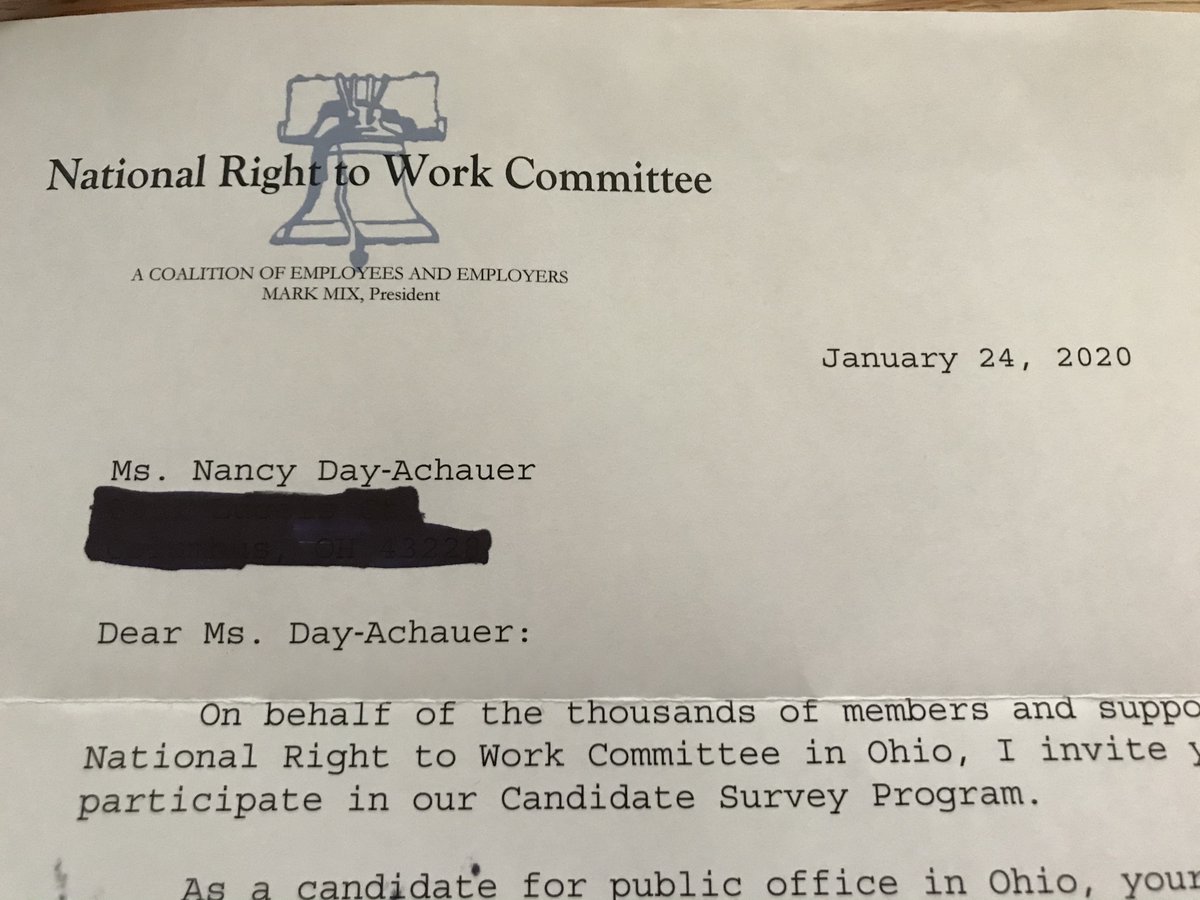 National Right to Work Committee
A COALITION OF EMPLOYEES AND EMPLOYERS
MARK MIX, President
January 24, 2020
Ms. Nancy Day-Achauer
Dear Ms. Day-Achauer:
On behalf of the thousands of members and suppo
National Right to Work Committee in Ohio, I invite y
participate in our Candidate Survey Program.
As a candidate for public office in Ohio, your